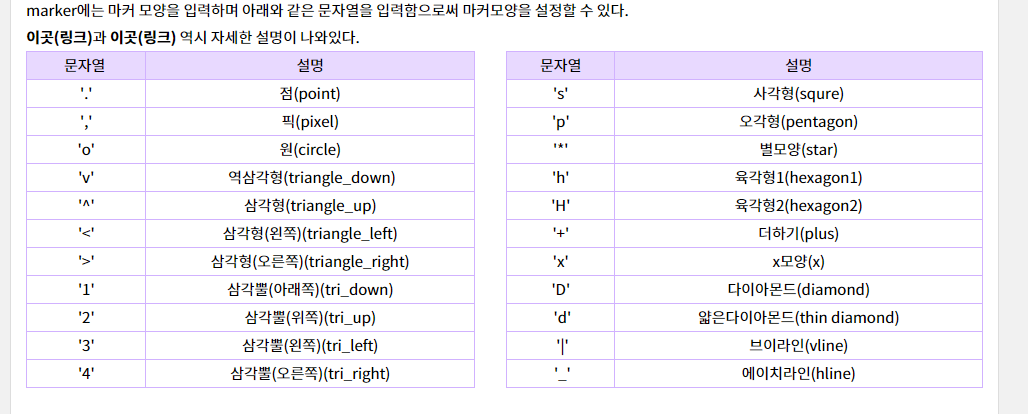 marker에는 마커 모양을 입력하며 아래와 같은 문자열을 입력함으로써 마커모양을 설정할 수 있다.
이곳(링크)과 이곳(링크) 역시 자세한 설명이 나와있다.
문자열 설명
'.' 점(point)
',' 픽(pixel)
'o' 원(circle)
'v' 역삼각형(triangle_down)
'^' 삼각형(triangle_up)
'<' 삼각형(왼쪽)(triangle_left)
'>' 삼각형(오른쪽)(triangle_right)
'1' 삼각뿔(아래쪽)(tri_down)
'2' 삼각뿔(위쪽)(tri_up)
'3' 삼각뿔(왼쪽)(tri_left)
'4' 삼각뿔(오른쪽)(tri_right)
문자열 설명
's' 사각형(squre)
'p' 오각형(pentagon)
'*' 별모양(star)
'h' 육각형1(hexagon1)
'H' 육각형2(hexagon2)
'+' 더하기(plus)
'x' x모양(x)
'D' 다이아몬드(diamond)
'd' 얇은다이아몬드(thin diamond)
'|' 브이라인(vline)
'_' 에이치라인(hline)